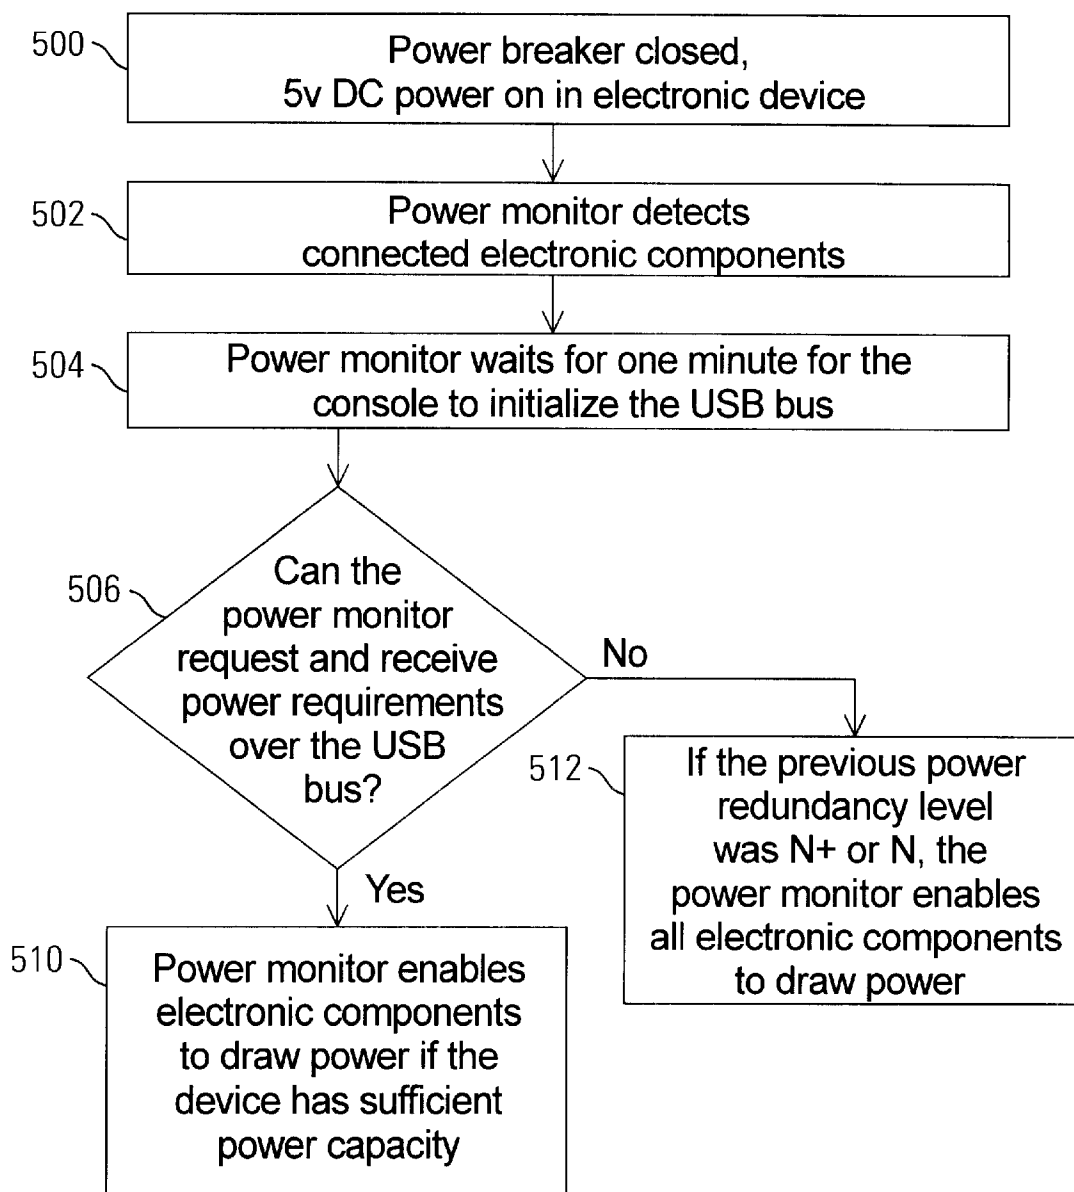 500
Power breaker closed,
5v DC power on in electronic device
502
Power monitor detects
connected electronic components
504
Power monitor waits for one minute for the
console to initialize the USB bus
506
Can the
power monitor
request and receive
power requirements
over the USB
bus?
No
512
If the previous power
redundancy level
was N+ or N, the
power monitor enables
all electronic components
to draw power
Yes
510
Power monitor enables
electronic components
to draw power if the
device has sufficient
power capacity